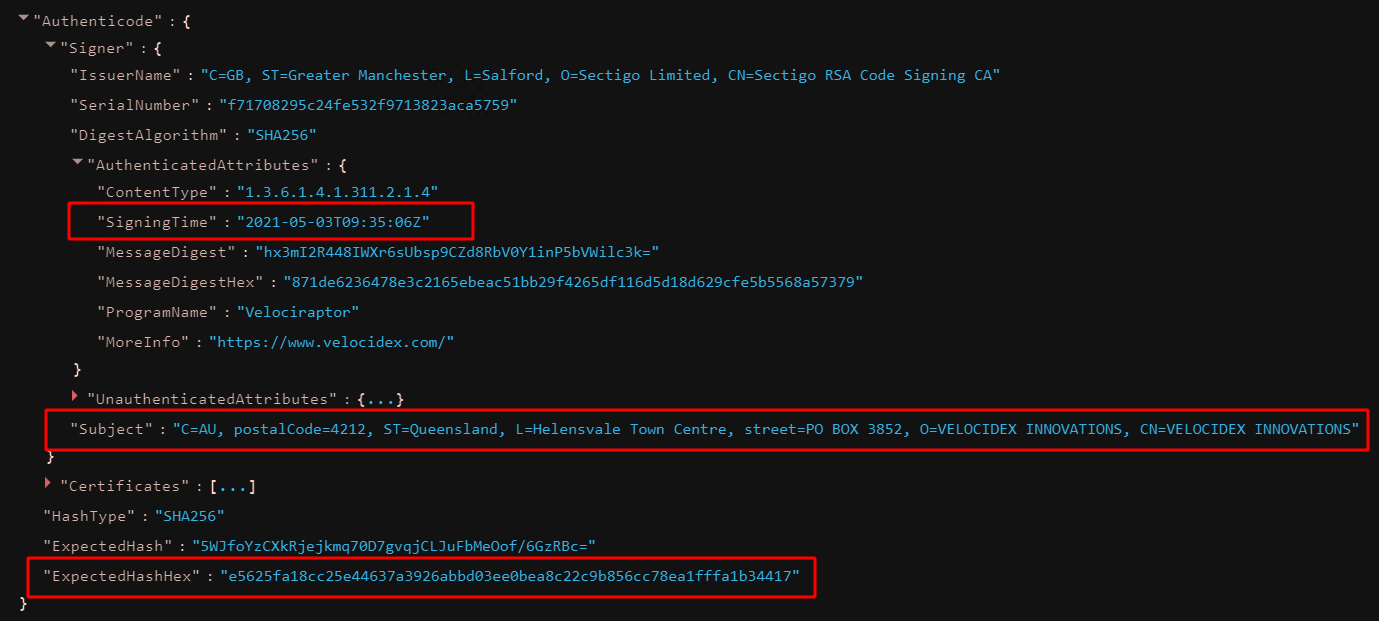 "Authenticode" : {
"Signer" : {
"IssuerName" : "C=GB, ST=Greater Manchester, L=Salford, O=Sectigo Limited, CN=Sectigo RSA Code Signing CA"
"SerialNumber" : "f71708295c24fe532f9713823aca5759"
"DigestAlgorithm" : "SHA256"
"AuthenticatedAttributes" : {
"ContentType" : "1.3.6.1.4.1.311.2.1.4"
"SigningTime" : "2021-05-03T09:35:06Z"
"MessageDigest" : "hx3mI2R448IWXr6sUbsp9CZd8RbV0Y1inP5bVWilc3k="
"MessageDigestHex" : "871de6236478e3c2165ebeac51bb29f4265df116d5d18d629cfe5b5568a57379"
"ProgramName" : "Velociraptor"
"MoreInfo" : "https://www.velocidex.com/"
}
"UnauthenticatedAttributes" : {...}
"Subject" : "C=AU, postalCode=4212, ST=Queensland, L=Helensvale Town Centre, street=PO BOX 3852, O=VELOCIDEX INNOVATIONS, CN=VELOCIDEX INNOVATIONS"
}
"Certificates" : [...]
"HashType" : "SHA256"
"ExpectedHash" : "5WJfoYzCXkRjejkmq70D7gvqjCLJuFbMeOof/6GzRBc="
"ExpectedHashHex" : "e5625fa18cc25e44637a3926abbd03ee0bea8c22c9b856cc78ea1fffa1b34417"
}